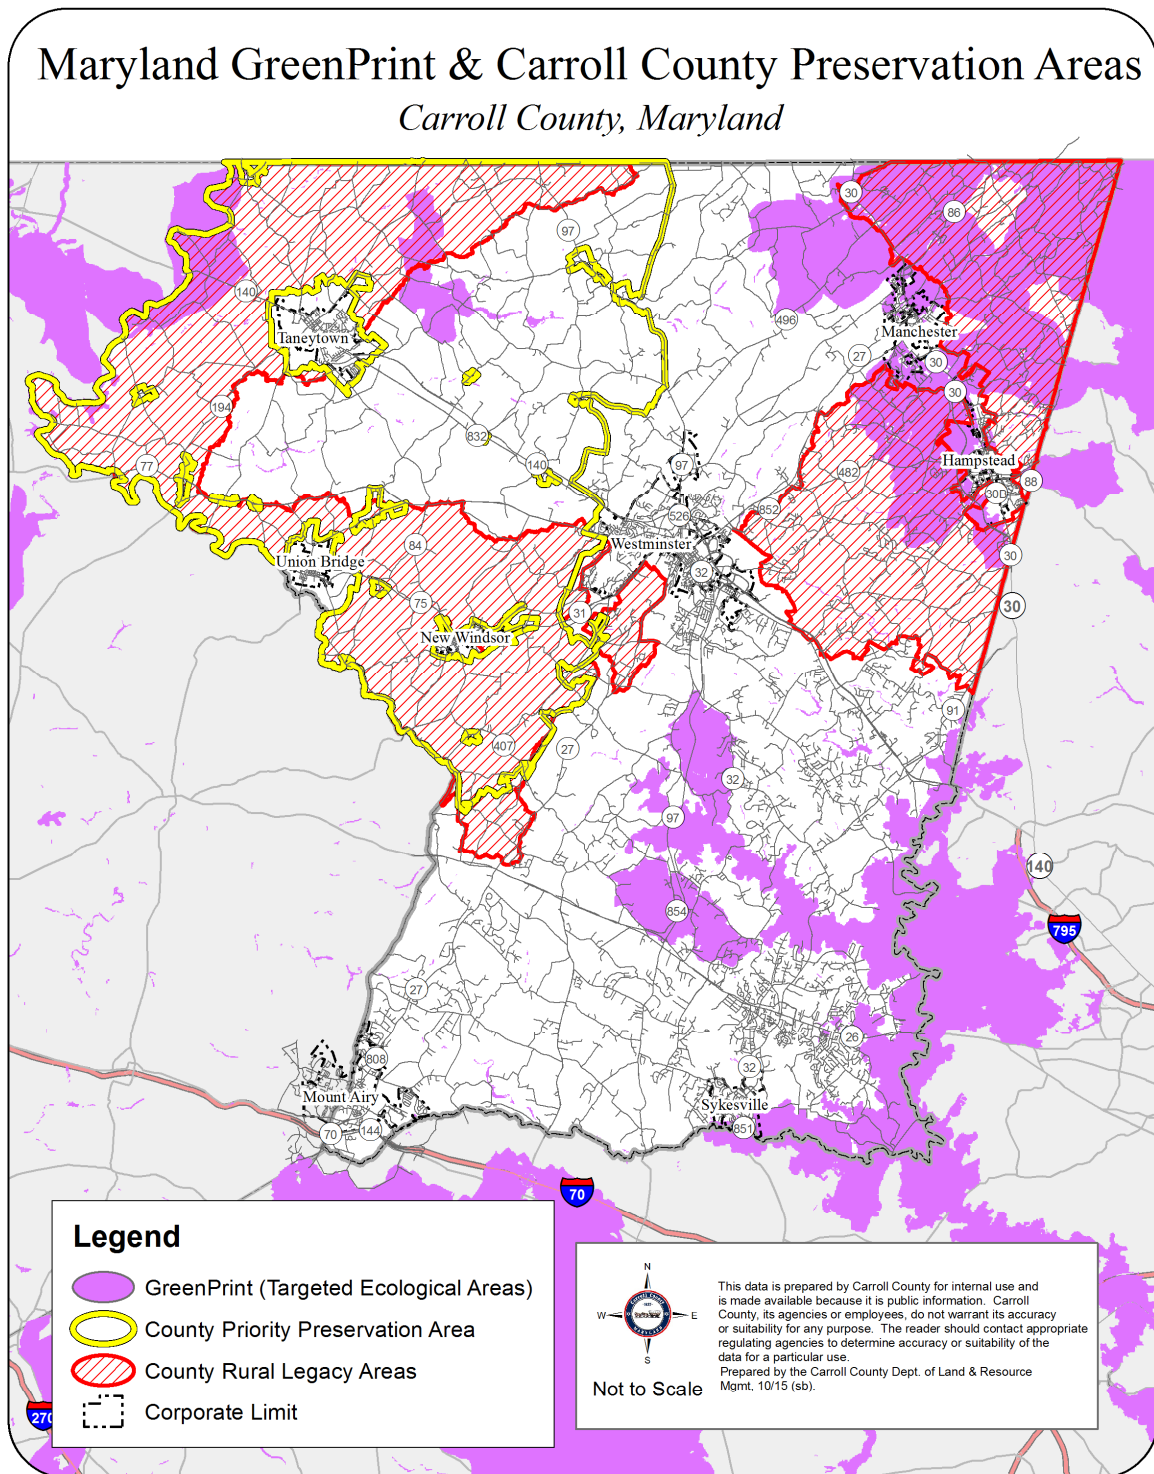 Maryland GreenPrint & Carroll County Preservation Areas
Carroll County, Maryland
30
86
97
140
Taneytown
496
Manchester
27
30
30
194
832
77
140
97
482
Hampstead
88
30D
852
526
Westminster
32
30
84
Union Bridge
75
31
New Windsor
30
91
407
27
32
97
140
854
795
27
26
808
32
Mount Airy
Sykesville
851
70
144
70
270
Legend
GreenPrint (Targeted Ecological Areas)
County Priority Preservation Area
County Rural Legacy Areas
Corporate Limit
N
W
E
S
Not to Scale
This data is prepared by Carroll County for internal use and
is made available because it is public information. Carroll
County, its agencies or employees, do not warrant its accuracy
or suitability for any purpose. The reader should contact appropriate
regulating agencies to determine accuracy or suitability of the
data for a particular use.
Prepared by the Carroll County Dept. of Land & Resource
Mgmt, 10/15 (sb).